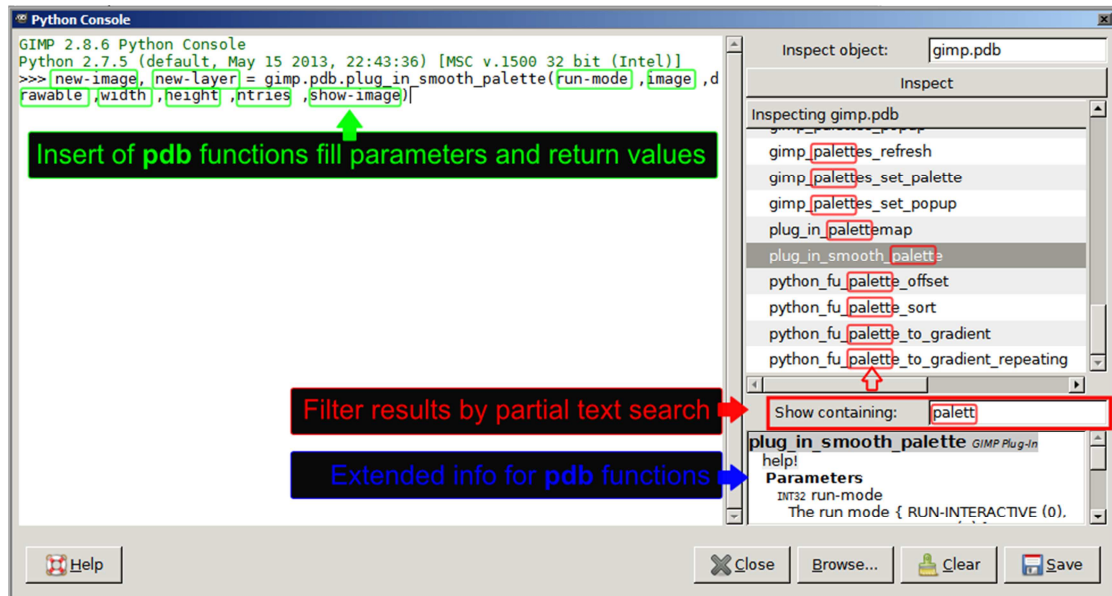 Python Console
GIMP 2.8.6 Python Console
Python 2.7.5 (default, May 15 2013, 22:43:36) [MSC v.1500 32 bit (Intel)]
>>> new-image, new-layer = gimp.pdb.plug_in_smooth_palette(run-mode ,image ,d
rawable ,width ,height ,ntries ,show-image)
Insert of pdb functions fill parameters and return values
Filter results by partial text search
Extended info for pdb functions
Inspect object: gimp.pdb
Inspect
Inspecting gimp.pdb
gimp_palettes_popup
gimp_palettes_refresh
gimp_palettes_set_palette
gimp_palettes_set_popup
plug_in_palettemap
plug_in_smooth_palette
python_fu_palette_offset
python_fu_palette_sort
python_fu_palette_to_gradient
python_fu_palette_to_gradient_repeating
Show containing: palett
plug_in_smooth_palette GIMP Plug-In
help!
Parameters
INT32 run-mode
The run mode { RUN-INTERACTIVE (0),
Help
Close
Browse...
Clear
Save